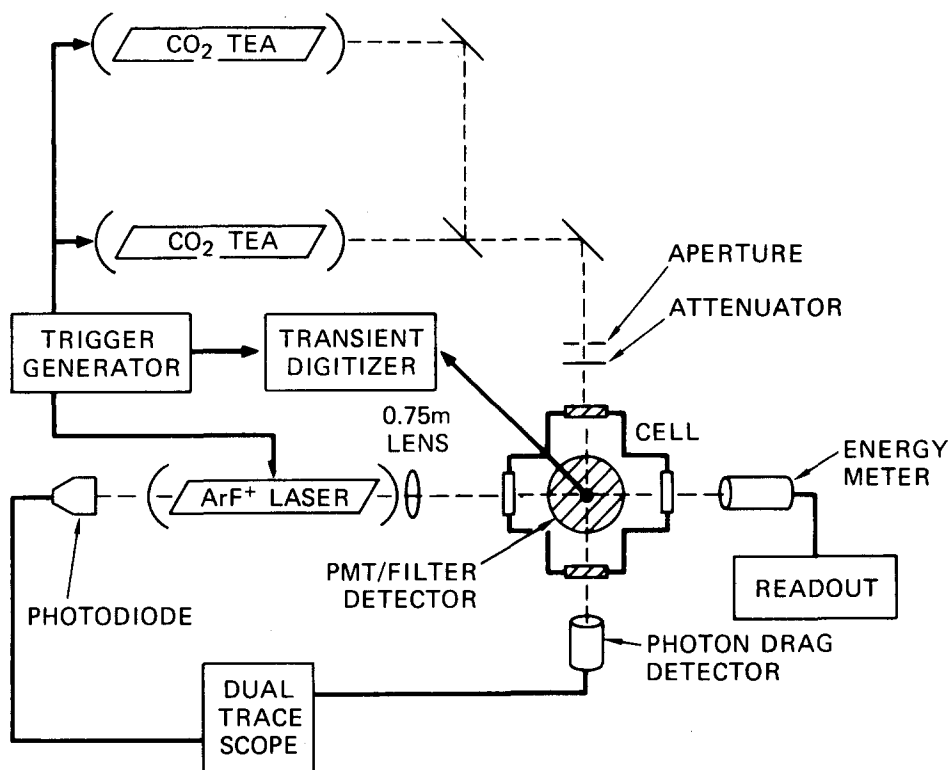 CO2 TEA
CO2 TEA
APERTURE
ATTENUATOR
TRIGGER
GENERATOR
TRANSIENT
DIGITIZER
0.75m
LENS
CELL
ENERGY
METER
ArF+ LASER
PMT/FILTER
DETECTOR
READOUT
PHOTODIODE
PHOTON DRAG
DETECTOR
DUAL
TRACE
SCOPE